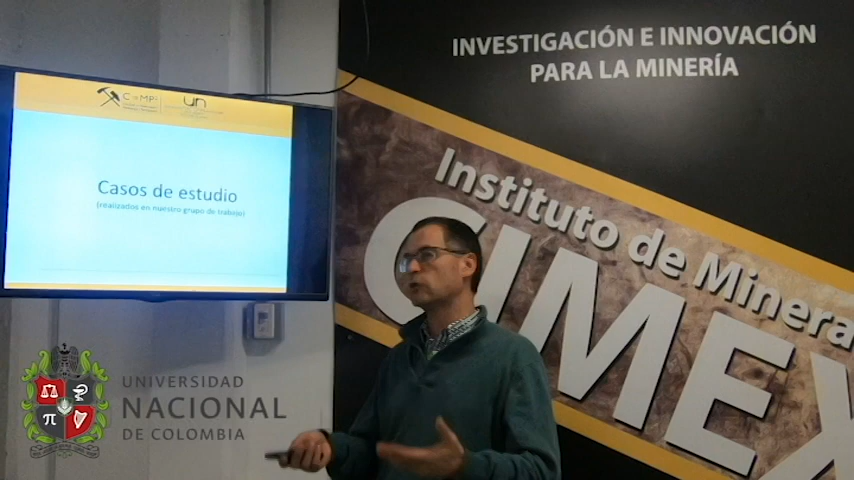 INVESTIGACIÓN E INNOVACIÓN
PARA LA MINERÍA
Casos de estudio
(realizados en nuestro grupo de trabajo)
Instituto de Minera
CIMEX
UNIVERSIDAD
NACIONAL
DE COLOMBIA